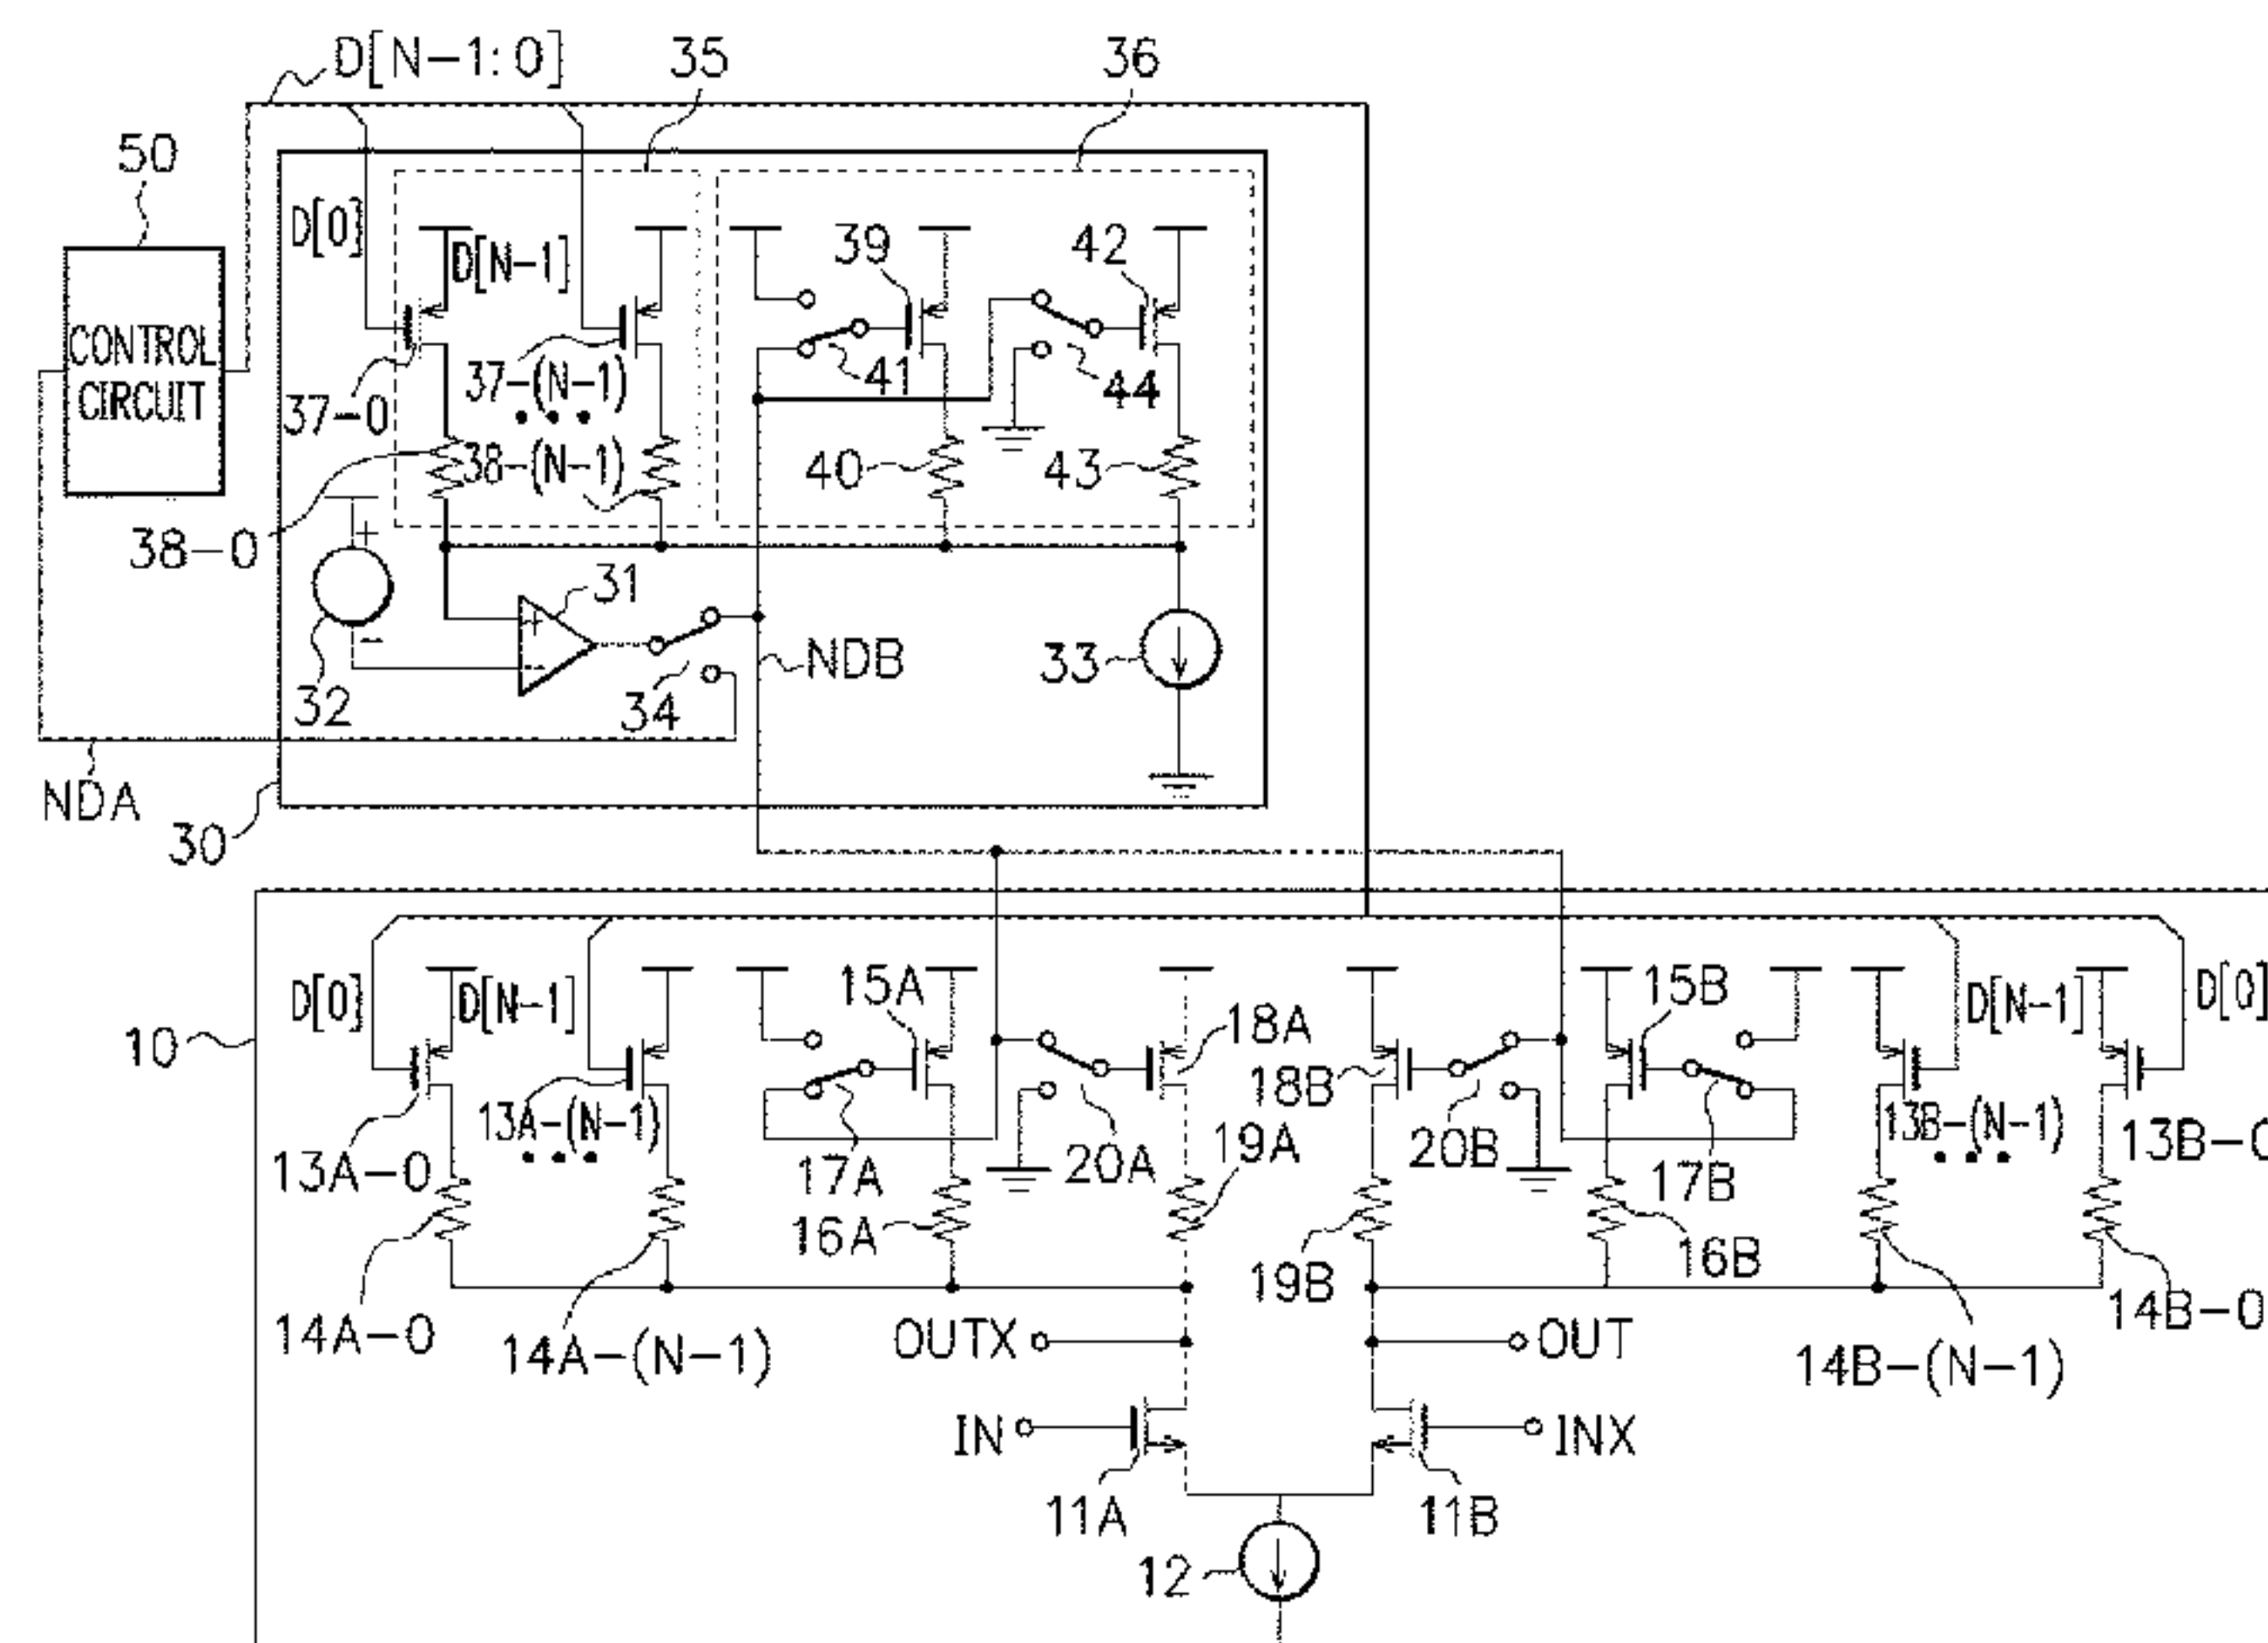 D[N-1:0]
35
36
50
D[0]
D[N-1]
39
42
CONTROL
CIRCUIT
37-0
37-(N-1)
41
44
38-(N-1)
40
43
38-0
+
31
-
+
-
NDB
33
32
34
NDA
30
10
D[0]
D[N-1]
15A
18A
15B
D[N-1]
D[0]
18B
13A-0
13A-(N-1)
17A
20A
19A
20B
17B
13B-(N-1)
16A
19B
16B
14A-0
14A-(N-1)
OUTX
OUT
14B-(N-1)
14B-0
IN
INX
11A
11B
12